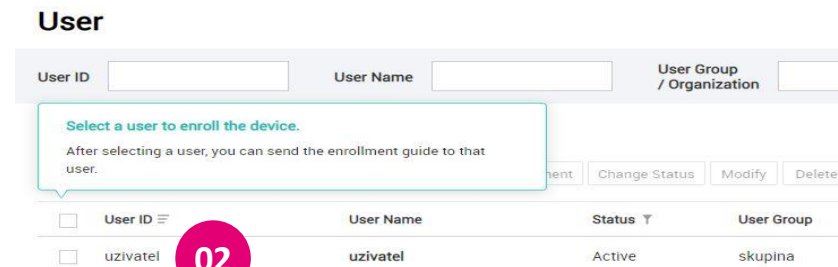 User
User ID User Name User Group
/ Organization
Select a user to enroll the device.
After selecting a user, you can send the enrollment guide to that
user.
Change Status Modify Delete
User ID User Name Status User Group
uzivatel 02 uzivatel Active skupina